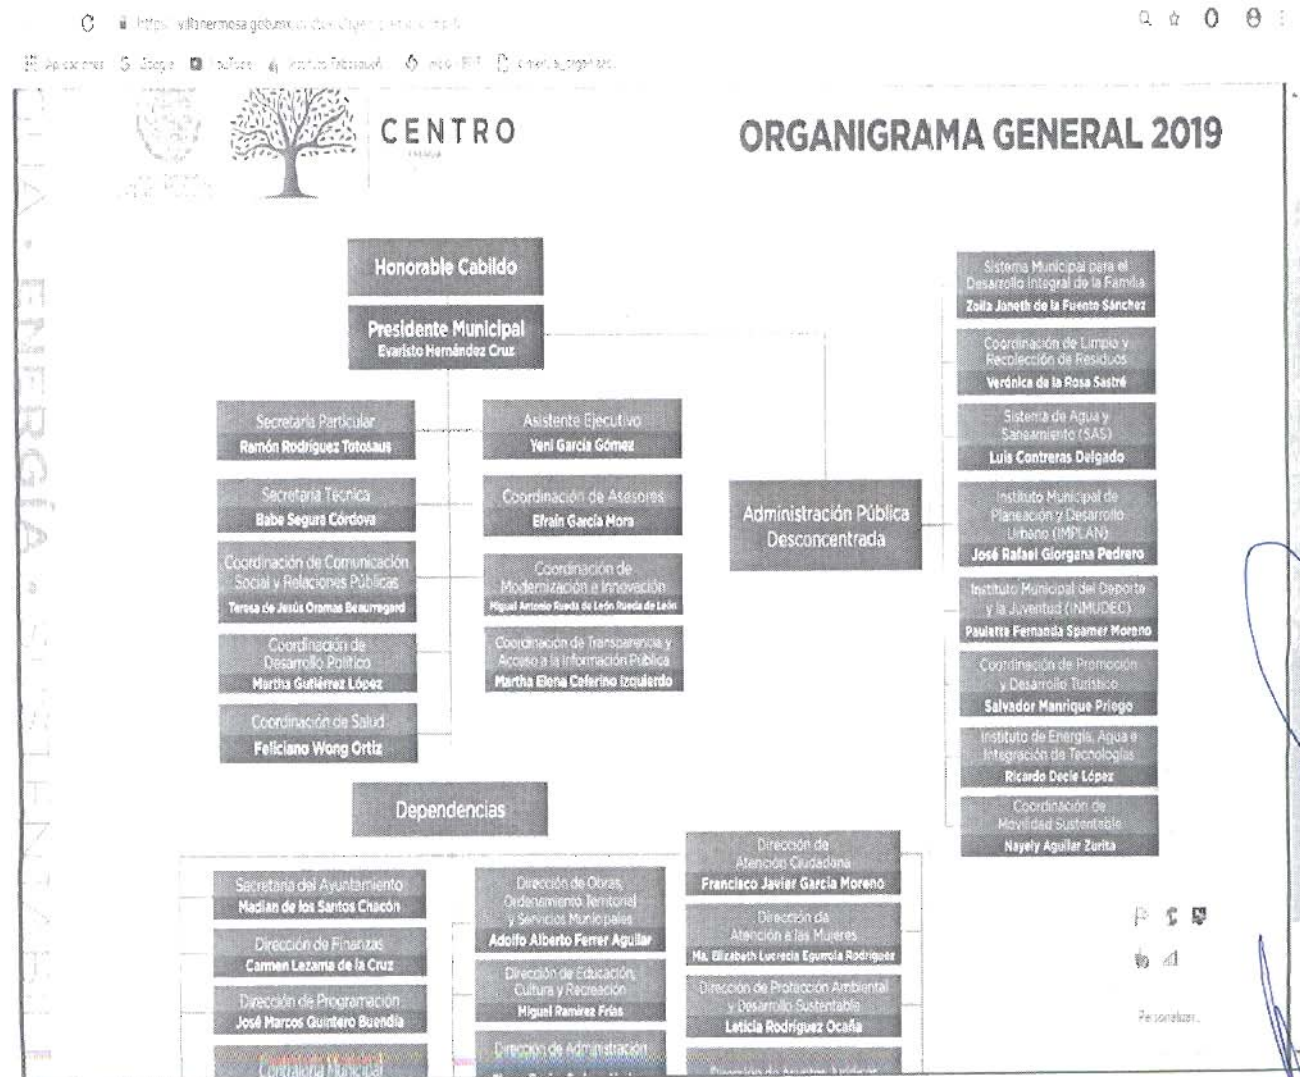 CENTRO
ORGANIGRAMA GENERAL 2019
ENERGÍA
Honorable Cabildo
Presidente Municipal
Evaristo Hernández Cruz
Secretaría Particular
Ramón Rodríguez Totosaus
Asistente Ejecutivo
Yeni García Gómez
Secretaría Técnica
Babe Segura Córdova
Coordinación de Asesores
Efraín García Mora
Coordinación de Comunicación
Social y Relaciones Públicas
Teresa de Jesús Oramas Beaurregard
Coordinación de
Modernización e Innovación
Miguel Antonio Rueda de León Rueda de León
Coordinación de
Desarrollo Político
Martha Gutiérrez López
Coordinación de Transparencia y
Acceso a la Información Pública
Martha Elena Ceferino Izquierdo
Coordinación de Salud
Feliciano Wong Ortiz
Administración Pública
Desconcentrada
Sistema Municipal para el
Desarrollo Integral de la Familia
Zoila Janeth de la Fuente Sánchez
Coordinación de Limpia y
Recolección de Residuos
Verónica de la Rosa Sastré
Sistema de Agua y
Saneamiento (SAS)
Luis Contreras Delgado
Instituto Municipal de
Planeación y Desarrollo
Urbano (IMPLAN)
José Rafael Giorgana Pedrero
Instituto Municipal del Deporte
y la Juventud (INMUDEC)
Paulette Fernanda Spamer Moreno
Coordinación de Promoción
y Desarrollo Turístico
Salvador Manrique Priego
Instituto de Energía, Agua e
Integración de Tecnologías
Ricardo Decle López
Coordinación de
Movilidad Sustentable
Nayely Aguilar Zurita
Dependencias
Secretaría del Ayuntamiento
Madian de los Santos Chacón
Dirección de Finanzas
Carmen Lezama de la Cruz
Dirección de Programación
José Marcos Quintero Buendía
Contraloría Municipal
Dirección de Obras,
Ordenamiento Territorial
y Servicios Municipales
Adolfo Alberto Ferrer Aguilar
Dirección de Educación,
Cultura y Recreación
Miguel Ramírez Frías
Dirección de Administración
Dirección de
Atención Ciudadana
Francisco Javier García Moreno
Dirección de
Atención a las Mujeres
Ma. Elizabeth Lucrecia Egurrola Rodríguez
Dirección de Protección Ambiental
y Desarrollo Sustentable
Leticia Rodríguez Ocaña
Dirección de Asuntos Jurídicos
Personalizar...